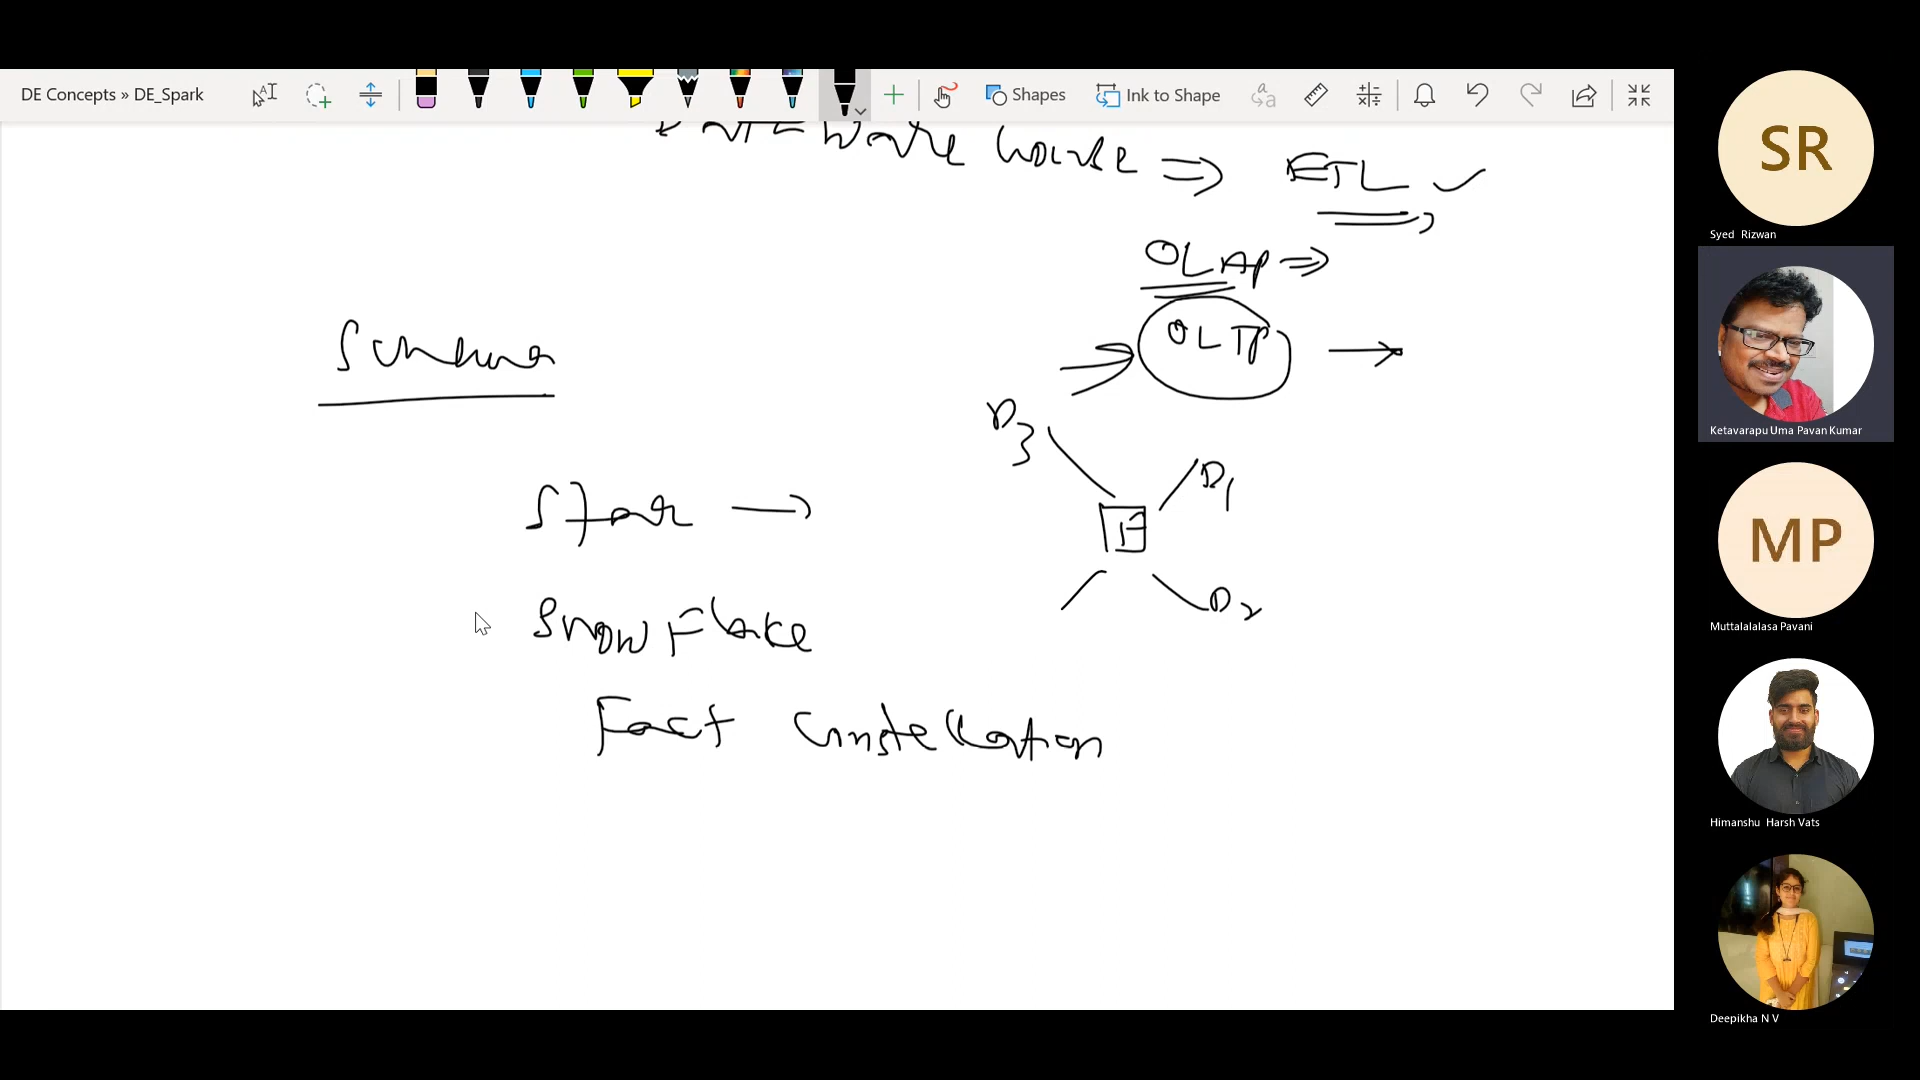 DE Concepts » DE_Spark
Shapes
Ink to Shape
Data Ware house ⇒ ETL ✓
OLAP ⇒
OLTP →
Schema
D3
D1
Star →
F
D2
Snow Flake
Fact Constellation
SR
Syed Rizwan
Ketavarapu Uma Pavan Kumar
MP
Muttalalalasa Pavani
Himanshu Harsh Vats
Deepikha N V